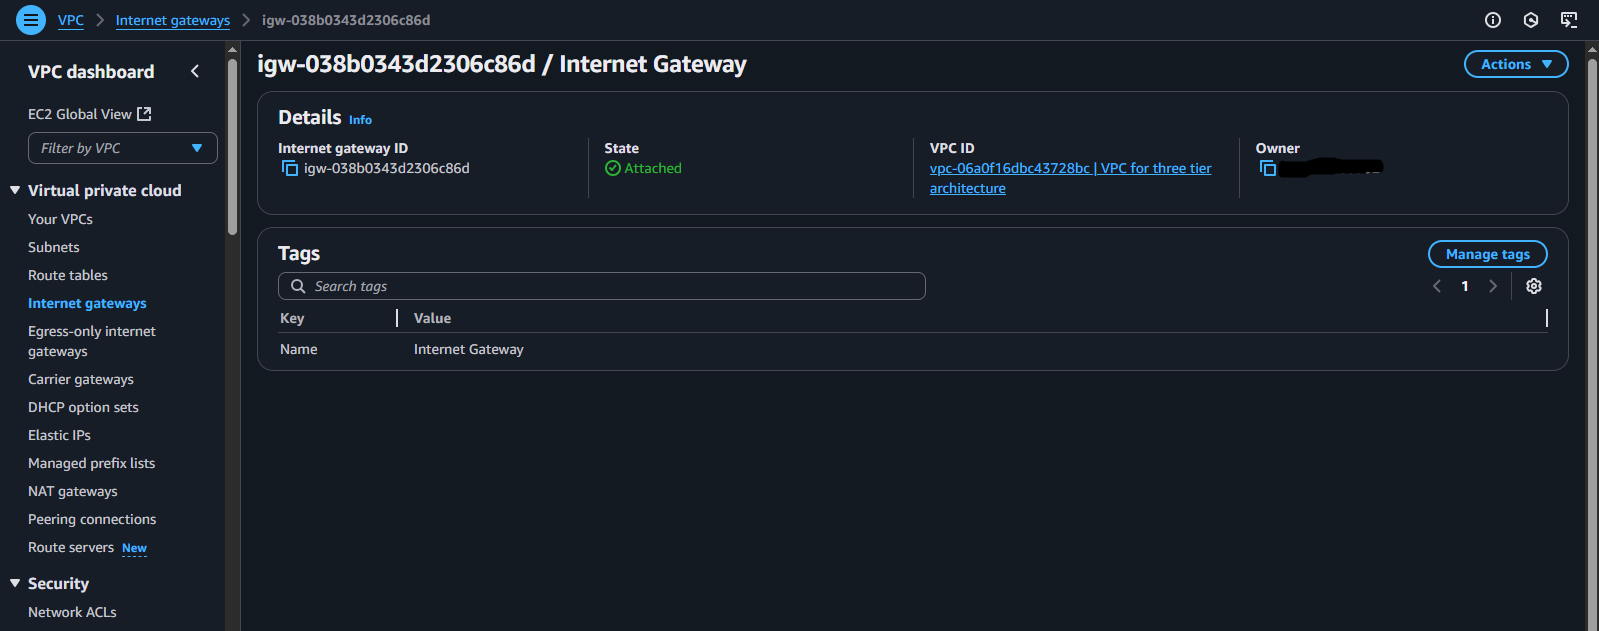 VPC > Internet gateways > igw-038b0343d2306c86d
VPC dashboard
EC2 Global View
Filter by VPC
Virtual private cloud
Your VPCs
Subnets
Route tables
Internet gateways
Egress-only internet
gateways
Carrier gateways
DHCP option sets
Elastic IPs
Managed prefix lists
NAT gateways
Peering connections
Route servers New
Security
Network ACLs
igw-038b0343d2306c86d / Internet Gateway
Actions
Details Info
Internet gateway ID
igw-038b0343d2306c86d
State
Attached
VPC ID
vpc-06a0f16dbc43728bc | VPC for three tier
architecture
Owner
Tags
Manage tags
Search tags
1
Key Value
Name Internet Gateway